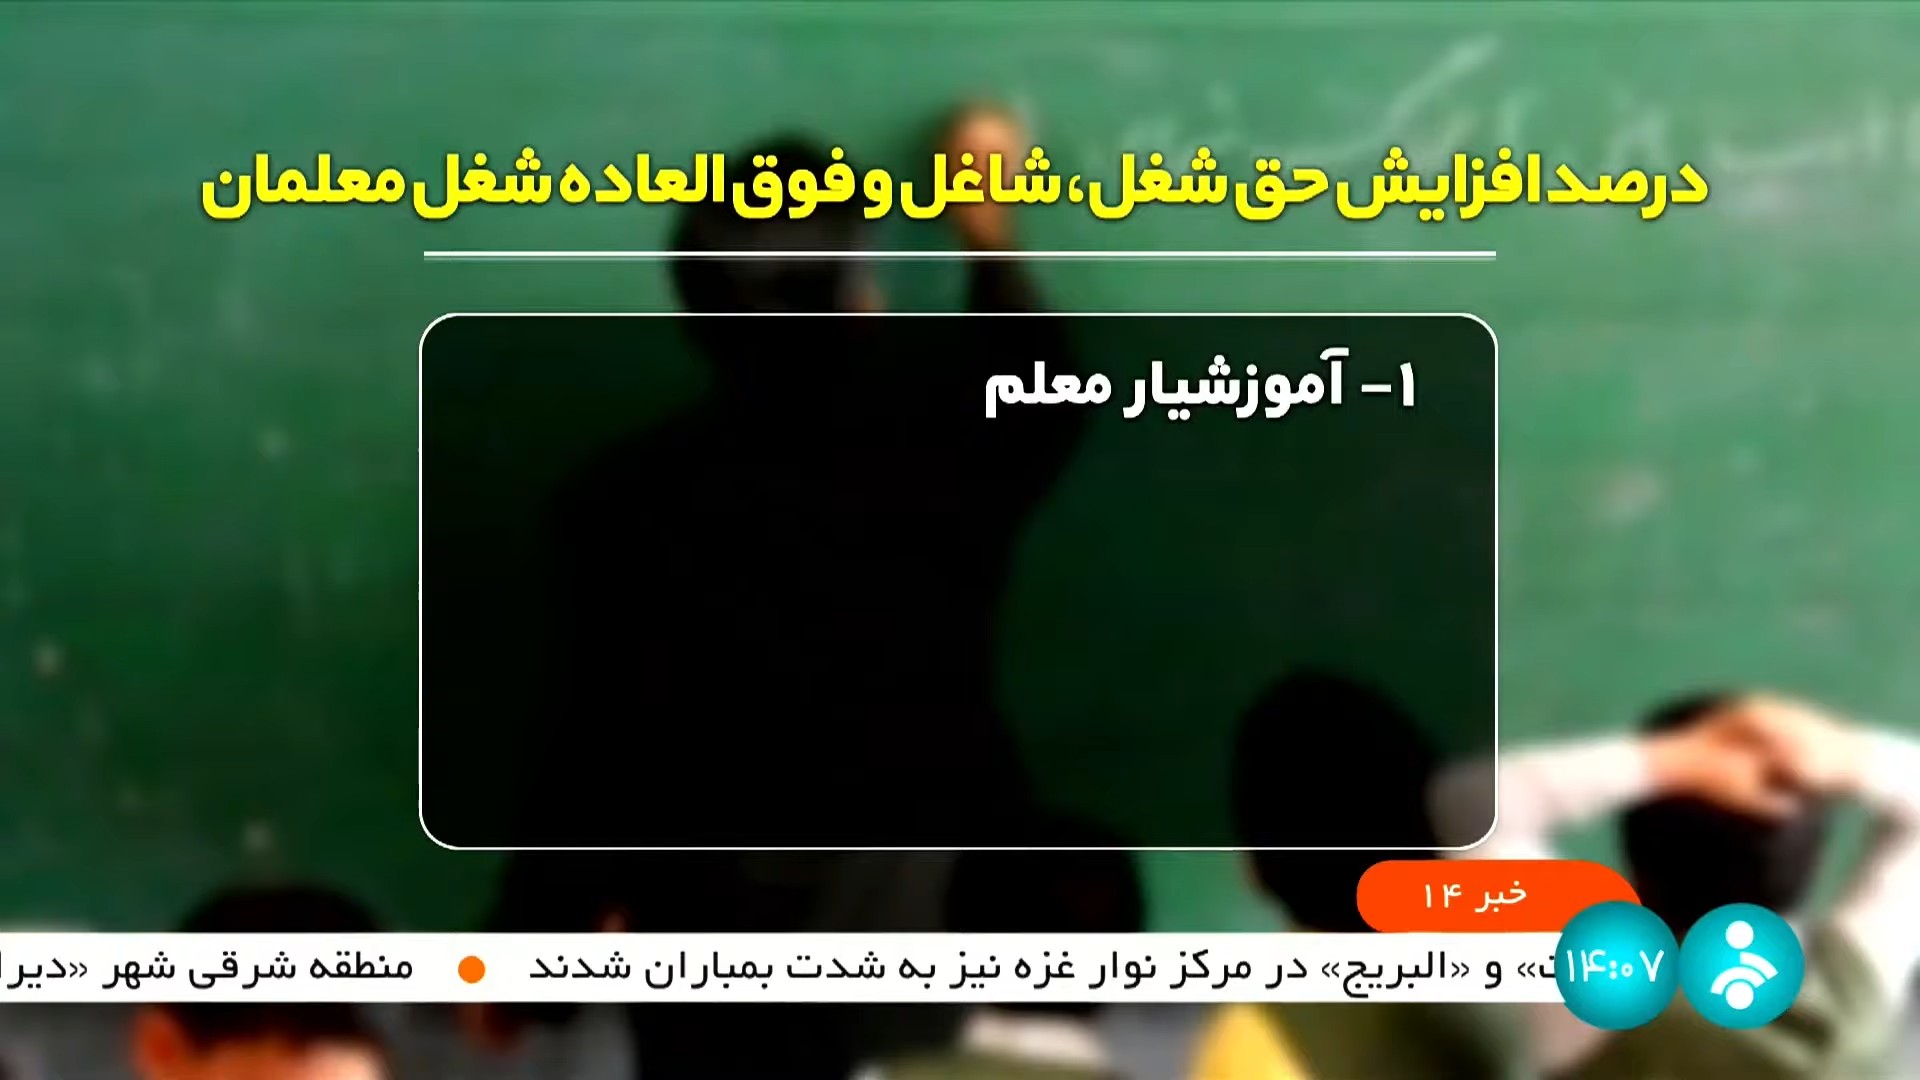 درصد افزایش حق شغل، شاغل و فوق العاده شغل معلمان
۱- آموزشیار معلم
خبر ۱۴
۱۴:۰۷
» و «البریج» در مرکز نوار غزه نیز به شدت بمباران شدند
منطقه شرقی شهر